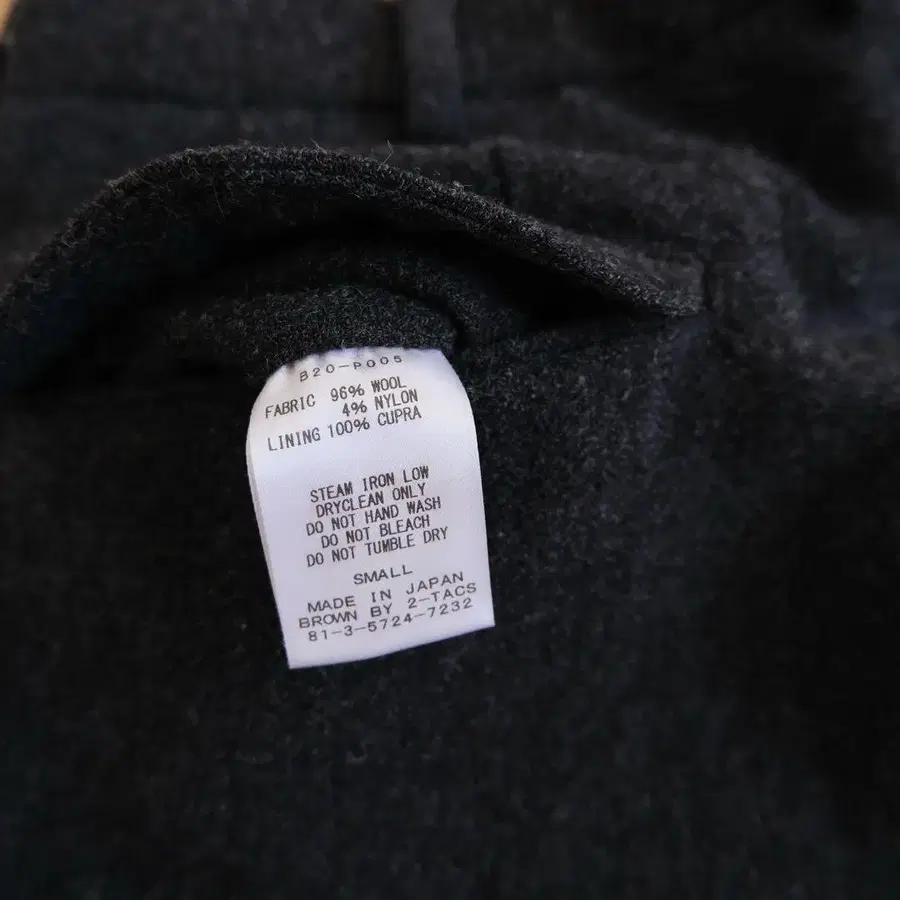 B20-P005
FABRIC 96% WOOL
4% NYLON
LINING 100% CUPRA
STEAM IRON LOW
DRYCLEAN ONLY
DO NOT HAND WASH
DO NOT BLEACH
DO NOT TUMBLE DRY
SMALL
MADE IN JAPAN
BROWN BY 2-TACS
81-3-5724-7232